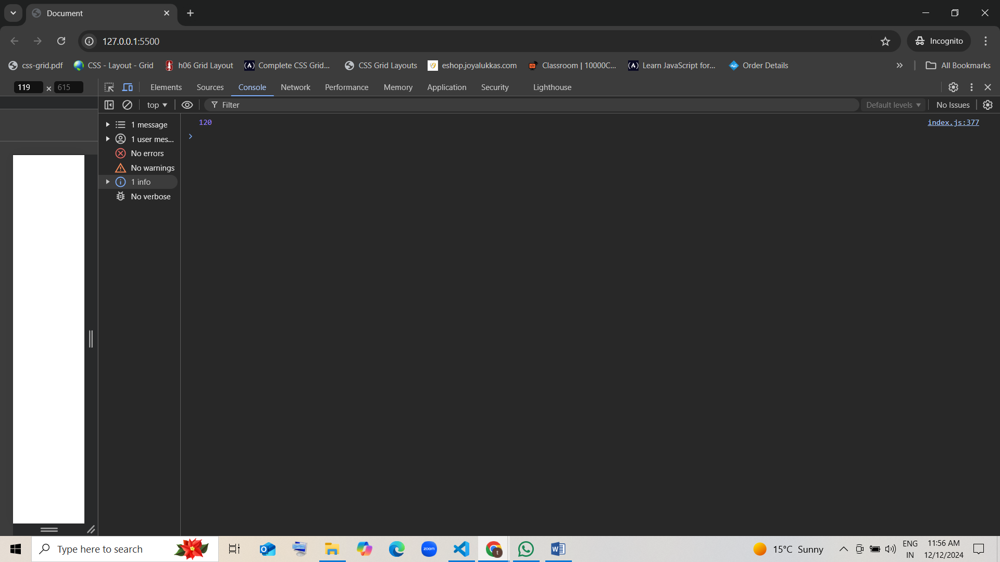 Document
127.0.0.1:5500
Incognito
css-grid.pdf CSS - Layout - Grid h06 Grid Layout Complete CSS Grid... CSS Grid Layouts eshop.joyalukkas.com Classroom | 10000C... Learn JavaScript for... Order Details All Bookmarks
119 × 615 Elements Sources Console Network Performance Memory Application Security Lighthouse
top Filter Default levels No Issues
1 message
1 user mes...
No errors
No warnings
1 info
No verbose
120 index.js:377
Type here to search
zoom
15°C Sunny
ENG
IN
11:56 AM
12/12/2024